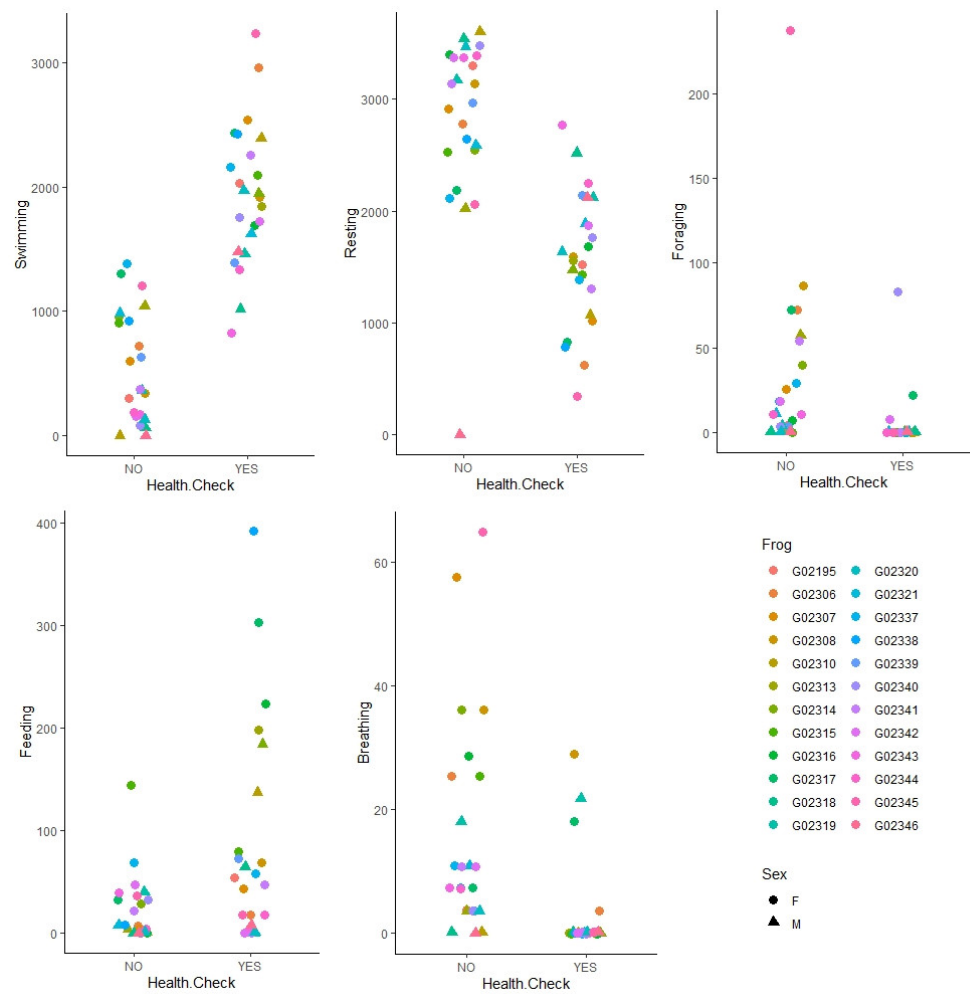 Swimming
3000
2000
1000
0
NO YES
Health.Check
Resting
3000
2000
1000
0
NO YES
Health.Check
Foraging
200
150
100
50
0
NO YES
Health.Check
Feeding
400
300
200
100
0
NO YES
Health.Check
Breathing
60
40
20
0
NO YES
Health.Check
Frog
G02195 G02320
G02306 G02321
G02307 G02337
G02308 G02338
G02310 G02339
G02313 G02340
G02314 G02341
G02315 G02342
G02316 G02343
G02317 G02344
G02318 G02345
G02319 G02346
Sex
F
M